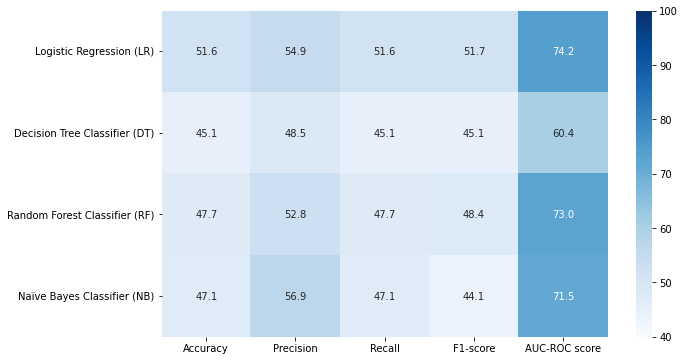 Logistic Regression (LR) 51.6 54.9 51.6 51.7 74.2
Decision Tree Classifier (DT) 45.1 48.5 45.1 45.1 60.4
Random Forest Classifier (RF) 47.7 52.8 47.7 48.4 73.0
Naïve Bayes Classifier (NB) 47.1 56.9 47.1 44.1 71.5
Accuracy Precision Recall F1-score AUC-ROC score
100
90
80
70
60
50
40